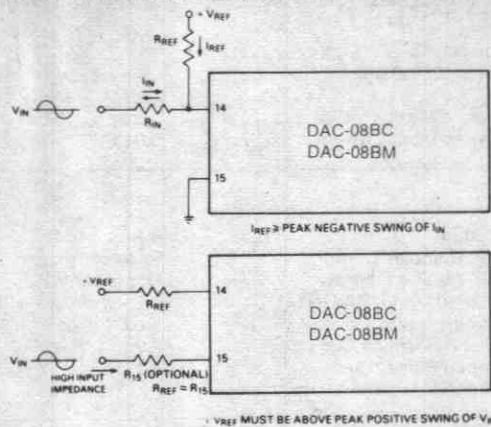 + VREF
RREF
IREF
IIN
VIN
RIN
14
DAC-08BC
DAC-08BM
15
IREF ≥ PEAK NEGATIVE SWING OF IIN
+ VREF
RREF
14
DAC-08BC
DAC-08BM
VIN
15
HIGH INPUT
IMPEDANCE
R15 (OPTIONAL)
RREF = R15
+ VREF MUST BE ABOVE PEAK POSITIVE SWING OF